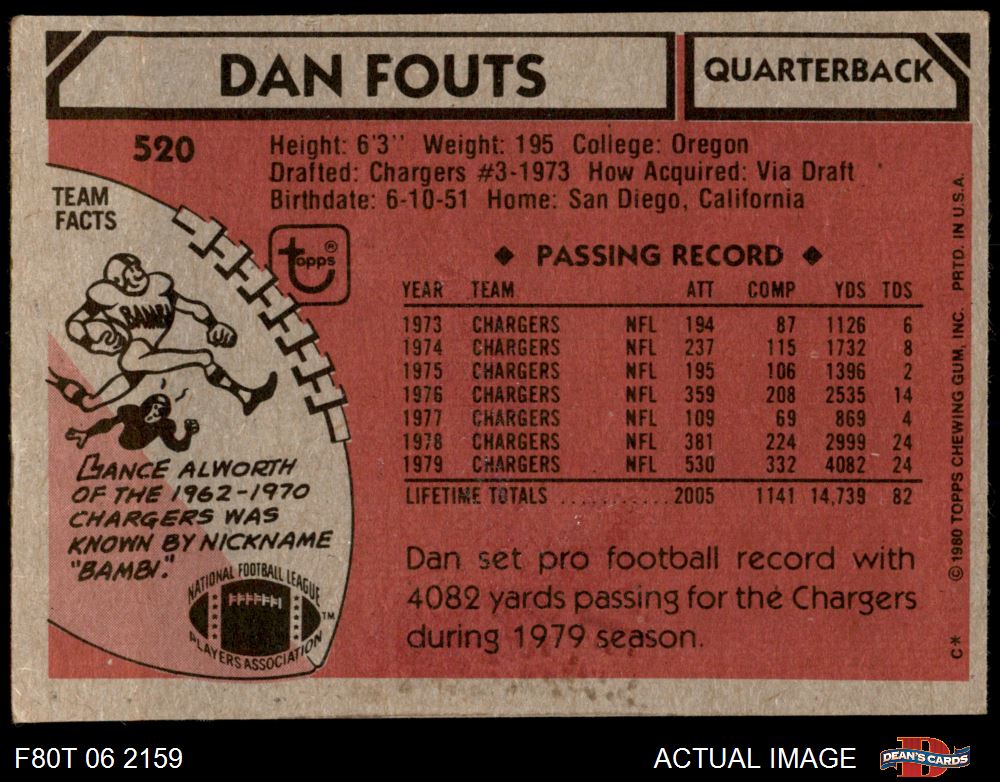 DAN FOUTS
QUARTERBACK
520
Height: 6'3'' Weight: 195 College: Oregon
Drafted: Chargers #3-1973 How Acquired: Via Draft
Birthdate: 6-10-51 Home: San Diego, California
TEAM
FACTS
BAMBI
LANCE ALWORTH
OF THE 1962-1970
CHARGERS WAS
KNOWN BY NICKNAME
"BAMBI."
NATIONAL FOOTBALL LEAGUE
PLAYERS ASSOCIATION
TM
topps®
◆ PASSING RECORD ◆
YEAR TEAM ATT COMP YDS TDS
1973 CHARGERS NFL 194 87 1126 6
1974 CHARGERS NFL 237 115 1732 8
1975 CHARGERS NFL 195 106 1396 2
1976 CHARGERS NFL 359 208 2535 14
1977 CHARGERS NFL 109 69 869 4
1978 CHARGERS NFL 381 224 2999 24
1979 CHARGERS NFL 530 332 4082 24
LIFETIME TOTALS ........... 2005 1141 14,739 82
Dan set pro football record with
4082 yards passing for the Chargers
during 1979 season.
C* © 1980 TOPPS CHEWING GUM, INC. PRTD. IN U.S.A.
F80T 06 2159
ACTUAL IMAGE
DEAN'S CARDS